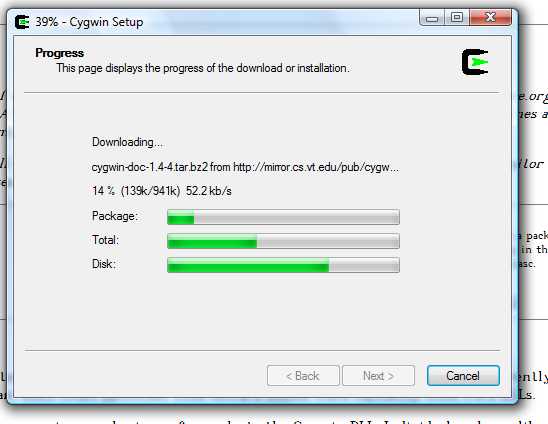 39% - Cygwin Setup
Progress
This page displays the progress of the download or installation.
Downloading...
cygwin-doc-1.4-4.tar.bz2 from http://mirror.cs.vt.edu/pub/cygw...
14 % (139k/941k) 52.2 kb/s
Package:
Total:
Disk:
< Back
Next >
Cancel